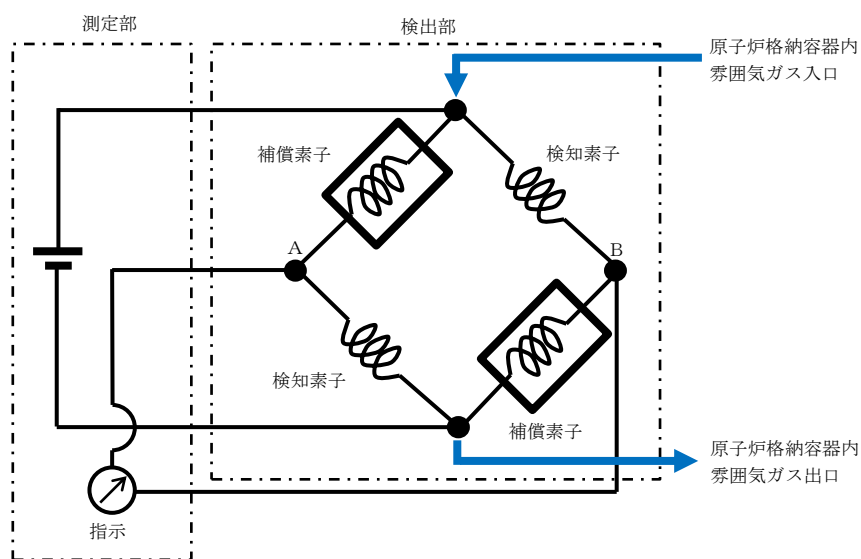 測定部
検出部
原子炉格納容器内
雰囲気ガス入口
補償素子
検知素子
A
B
検知素子
補償素子
原子炉格納容器内
雰囲気ガス出口
指示